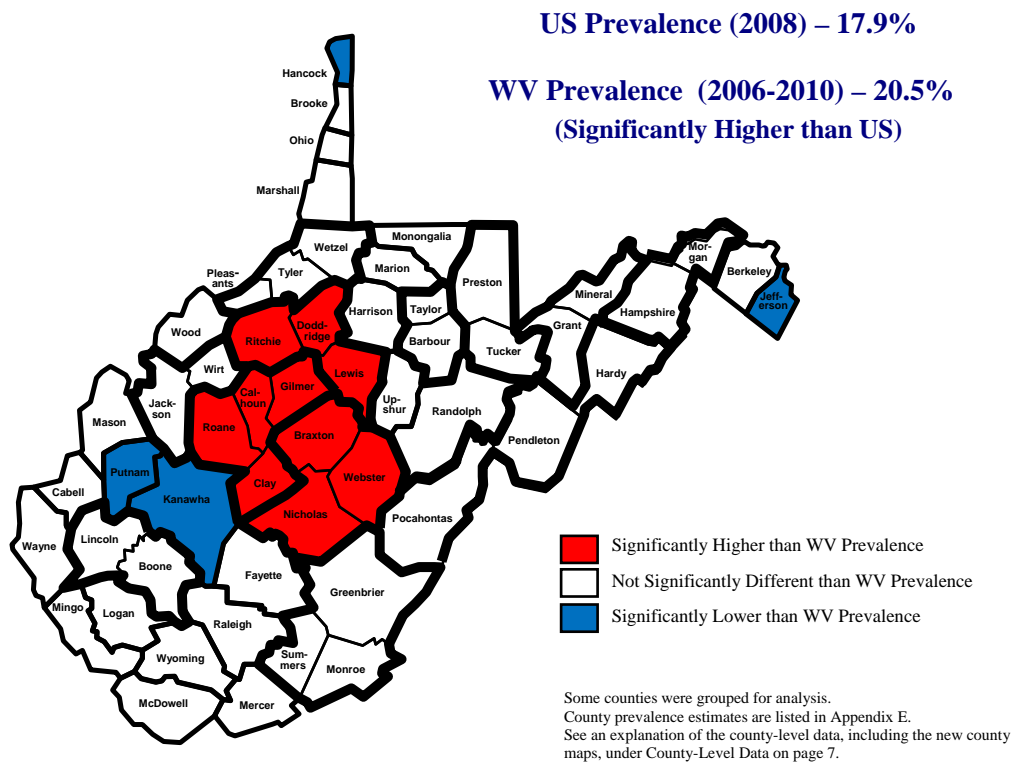 US Prevalence (2008) – 17.9%
WV Prevalence (2006-2010) – 20.5%
(Significantly Higher than US)
Hancock
Brooke
Ohio
Marshall
Wetzel
Monongalia
Marion
Tyler
Pleas-
ants
Preston
Mor-
gan
Berkeley
Jeff-
erson
Mineral
Hampshire
Grant
Hardy
Harrison
Taylor
Barbour
Tucker
Dodd-
ridge
Ritchie
Wood
Wirt
Lewis
Gilmer
Cal-
houn
Up-
shur
Randolph
Pendleton
Jack-
son
Mason
Roane
Braxton
Webster
Putnam
Kanawha
Clay
Nicholas
Pocahontas
Cabell
Lincoln
Wayne
Boone
Fayette
Greenbrier
Mingo
Logan
Raleigh
Sum-
mers
Monroe
Wyoming
McDowell
Mercer
Significantly Higher than WV Prevalence
Not Significantly Different than WV Prevalence
Significantly Lower than WV Prevalence
Some counties were grouped for analysis.
County prevalence estimates are listed in Appendix E.
See an explanation of the county-level data, including the new county
maps, under County-Level Data on page 7.